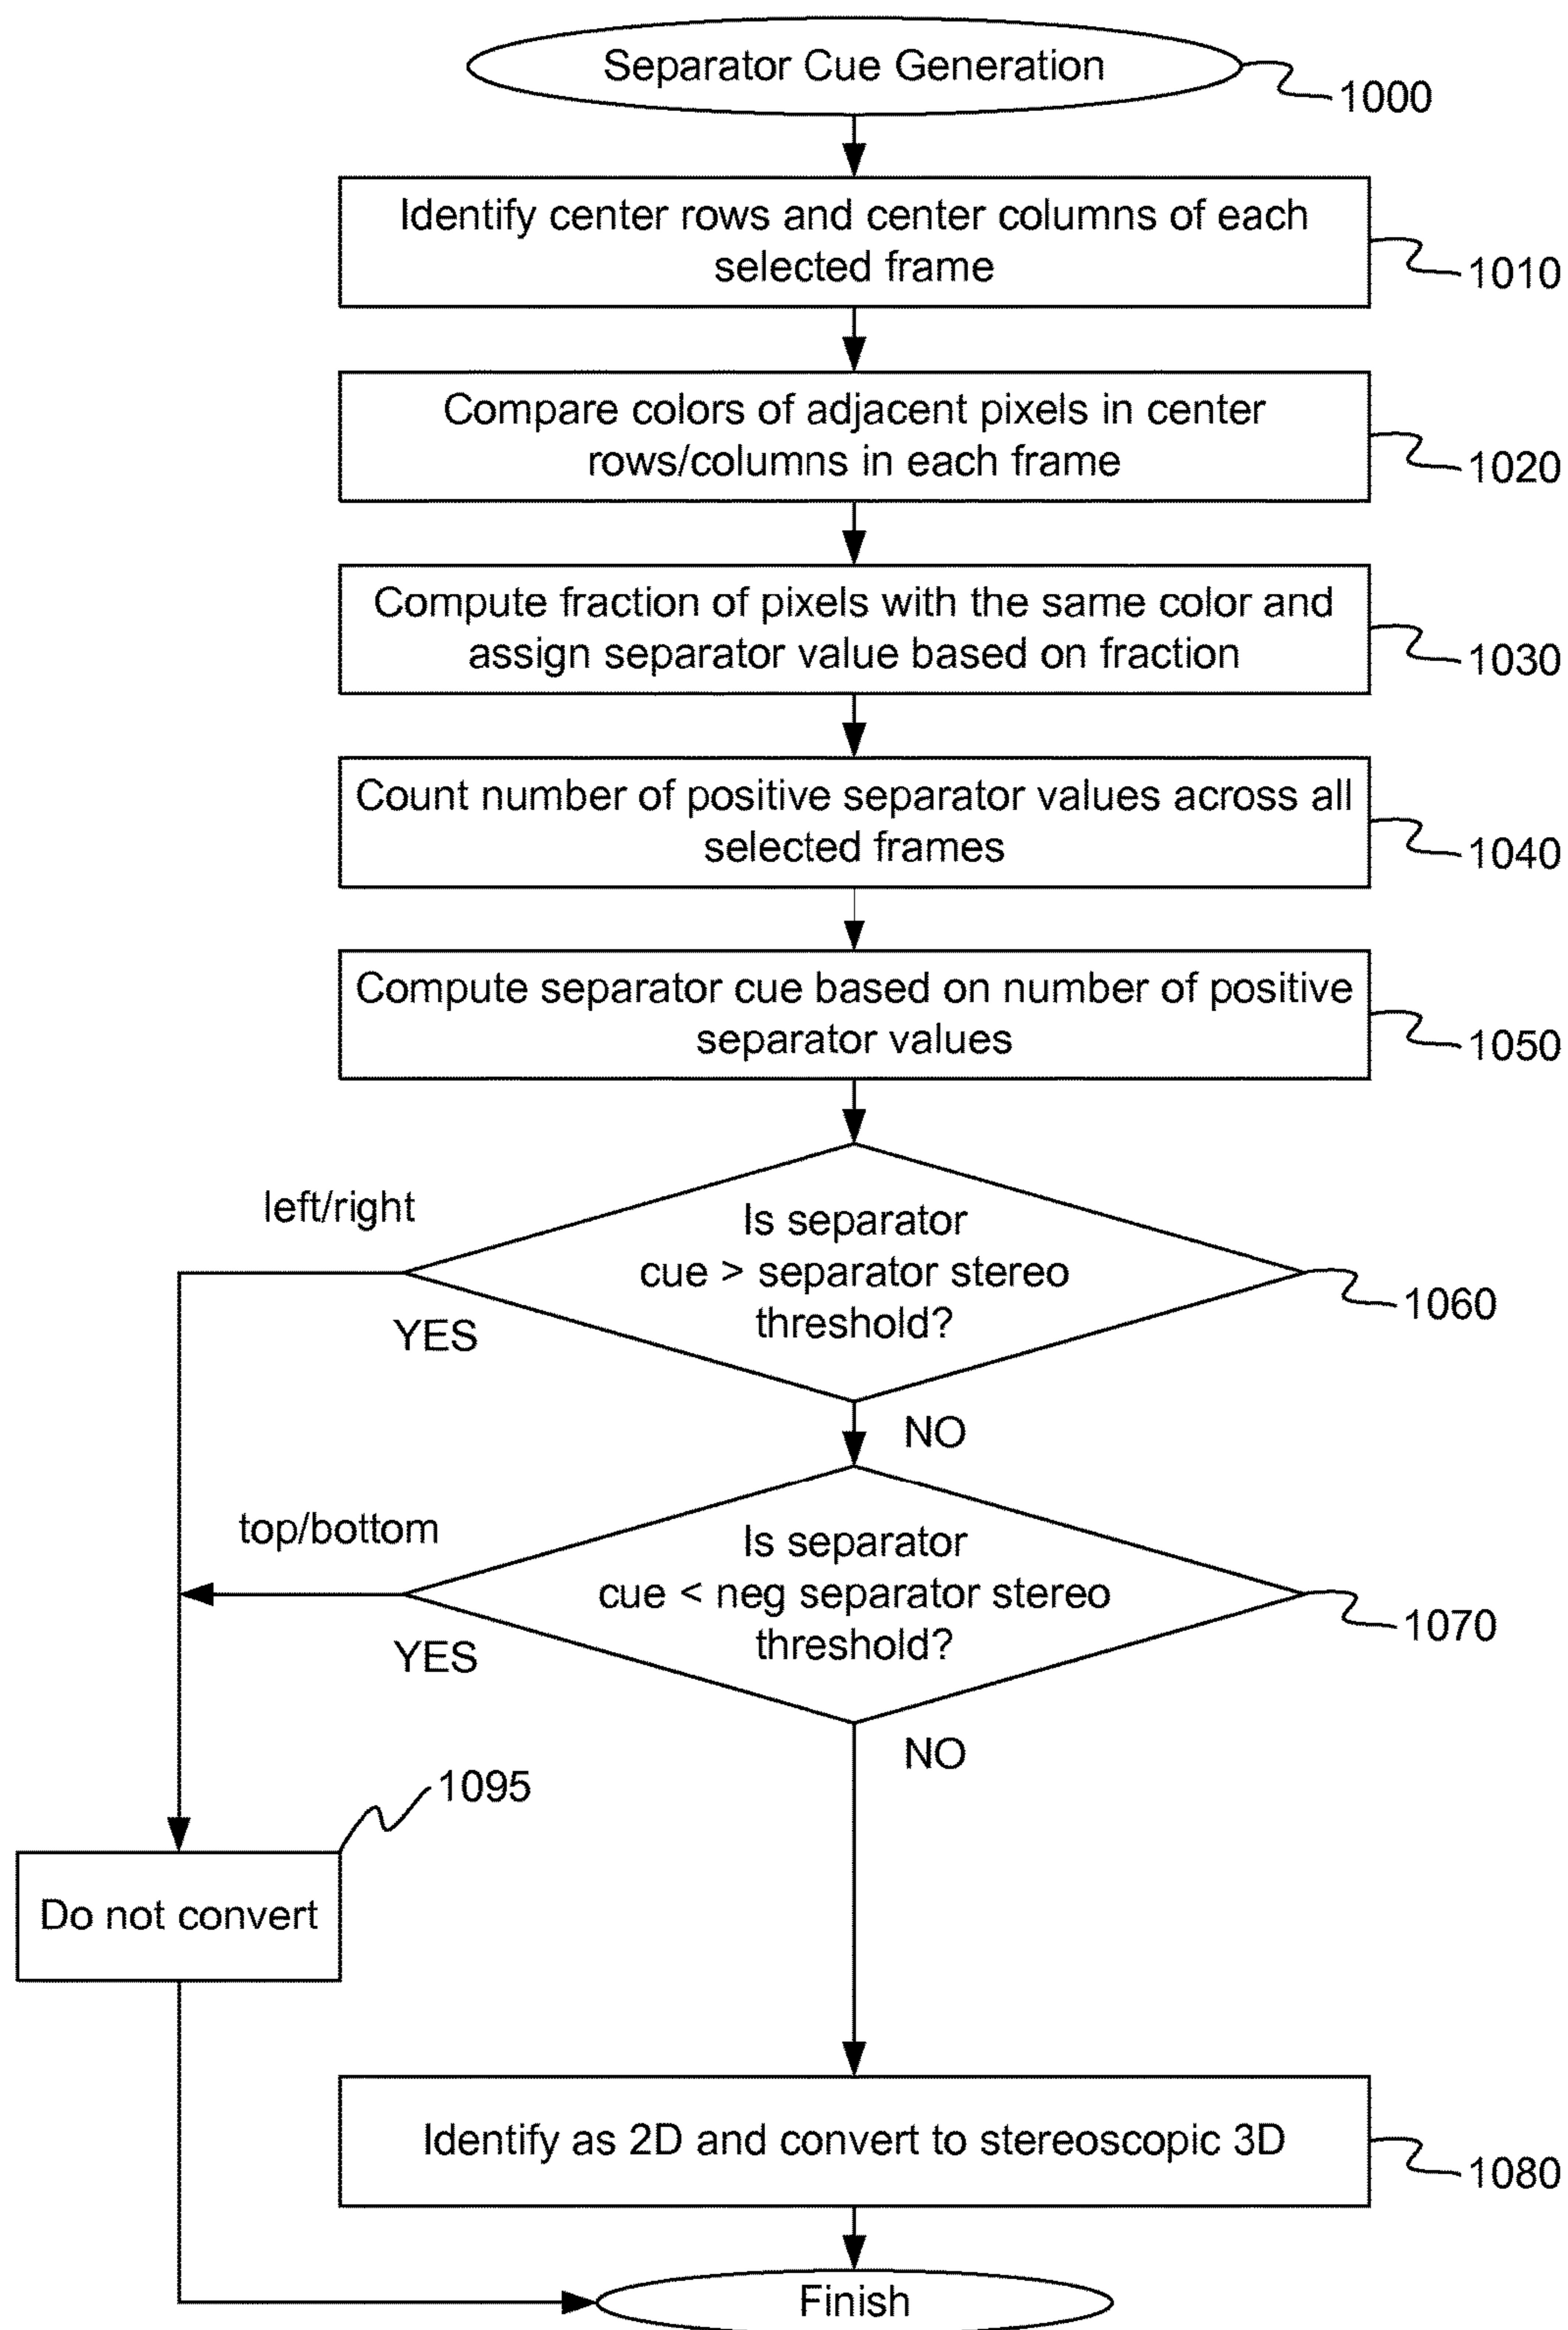 Separator Cue Generation
1000
Identify center rows and center columns of each
selected frame
1010
Compare colors of adjacent pixels in center
rows/columns in each frame
1020
Compute fraction of pixels with the same color and
assign separator value based on fraction
1030
Count number of positive separator values across all
selected frames
1040
Compute separator cue based on number of positive
separator values
1050
left/right
Is separator
cue > separator stereo
threshold?
1060
YES
NO
top/bottom
Is separator
cue < neg separator stereo
threshold?
1070
YES
NO
1095
Do not convert
Identify as 2D and convert to stereoscopic 3D
1080
Finish